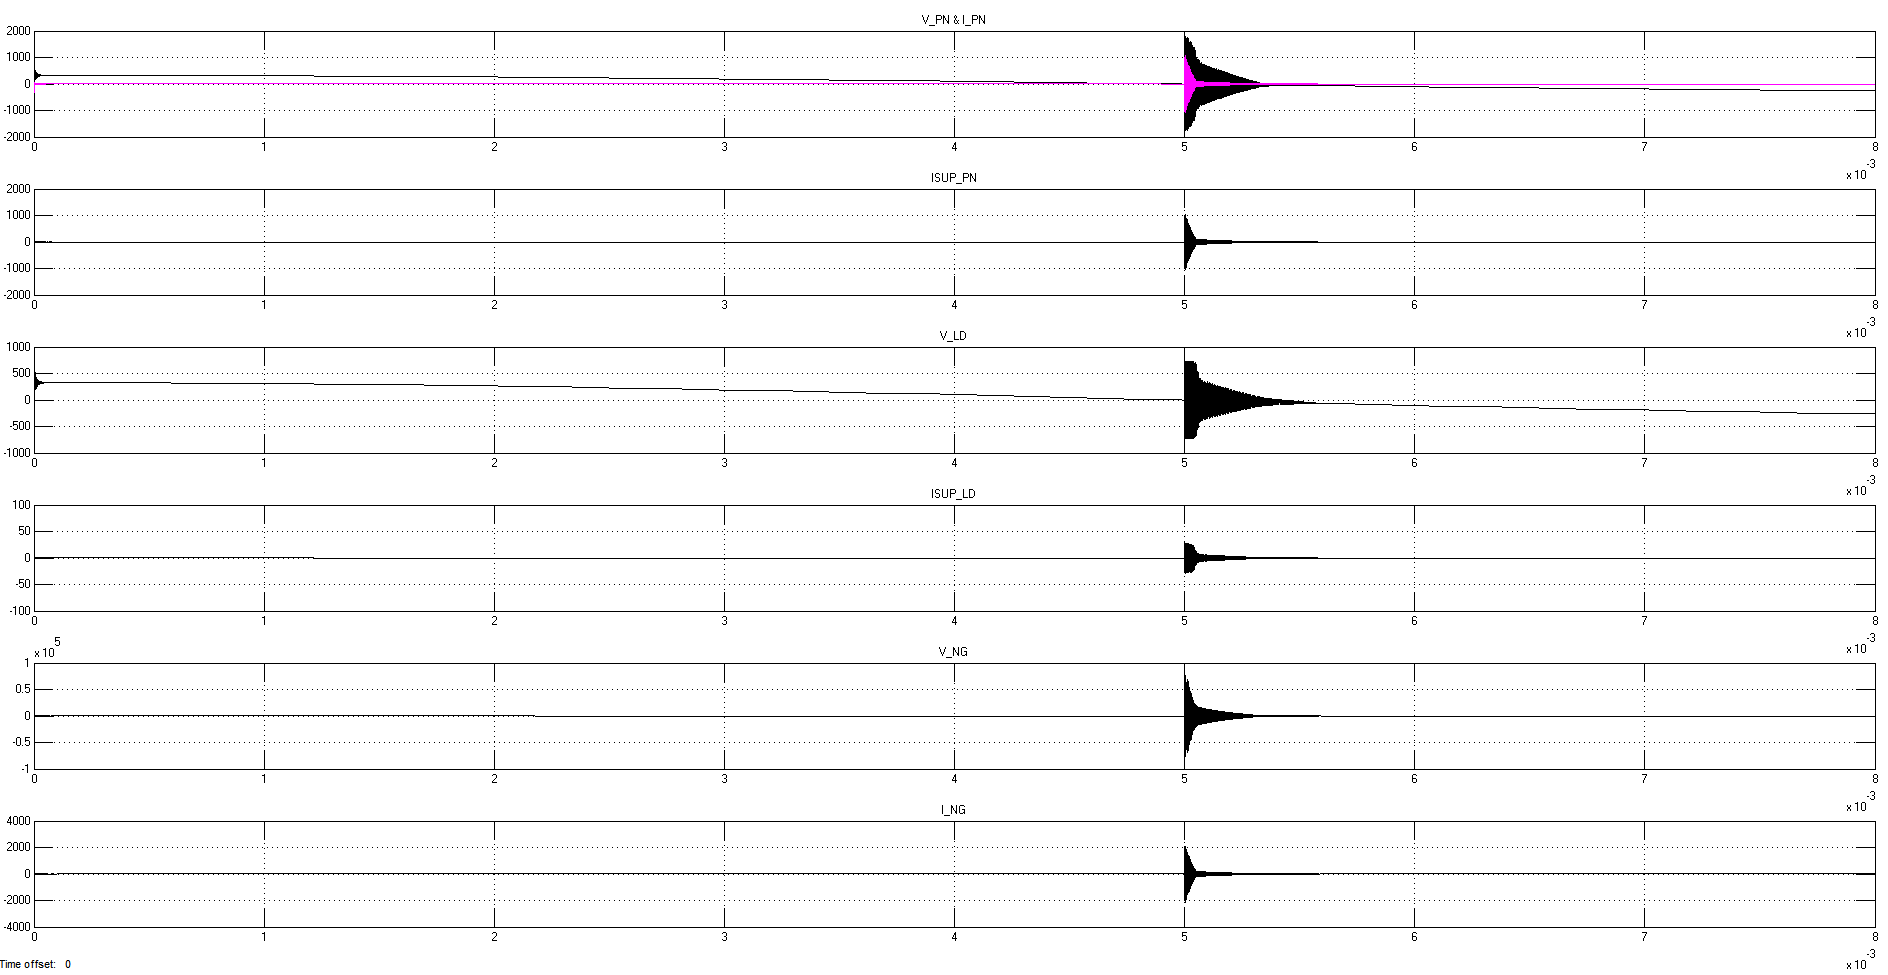 V_PN & I_PN
2000
1000
0
-1000
-2000
0 1 2 3 4 5 6 7 8
x 10 -3
ISUP_PN
2000
1000
0
-1000
-2000
0 1 2 3 4 5 6 7 8
x 10 -3
V_LD
1000
500
0
-500
-1000
0 1 2 3 4 5 6 7 8
x 10 -3
ISUP_LD
100
50
0
-50
-100
0 1 2 3 4 5 6 7 8
x 10 -3
x 10 5
V_NG
1
0.5
0
-0.5
-1
0 1 2 3 4 5 6 7 8
x 10 -3
I_NG
4000
2000
0
-2000
-4000
0 1 2 3 4 5 6 7 8
x 10 -3
Time offset: 0